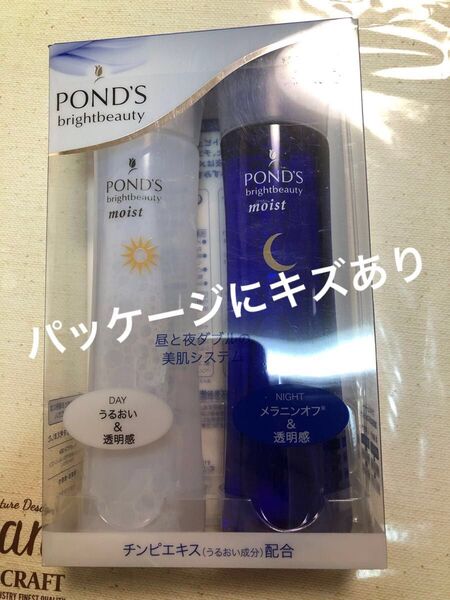 POND'S
brightbeauty
POND'S
brightbeauty
moist
POND'S
brightbeauty
moist
パッケージにキズあり
昼と夜ダブルの
美肌システム
DAY
うるおい
&
透明感
NIGHT
メラニンオフ※
&
透明感
チンピエキス(うるおい成分)配合
CRAFT